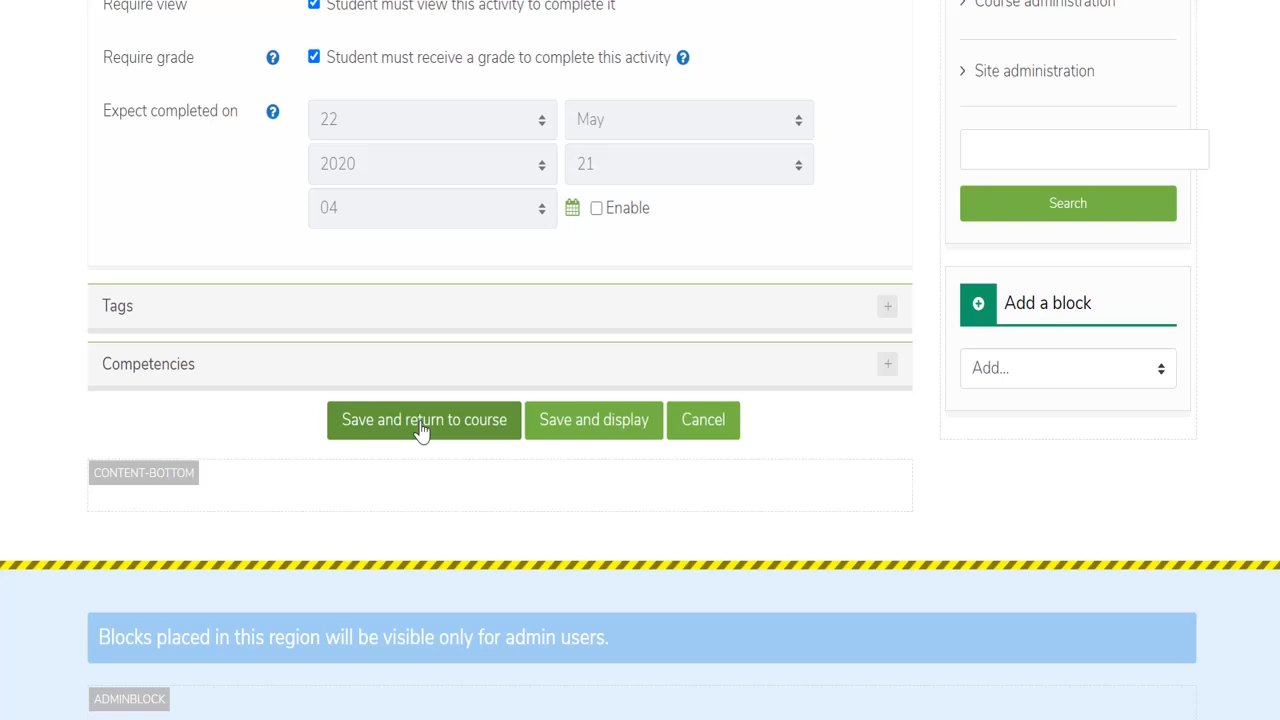 Require view
Student must view this activity to complete it
Require grade
Student must receive a grade to complete this activity
Expect completed on
22
May
2020
21
04
Enable
Tags
Competencies
Save and return to course
Save and display
Cancel
CONTENT-BOTTOM
Course administration
Site administration
Search
Add a block
Add...
Blocks placed in this region will be visible only for admin users.
ADMINBLOCK